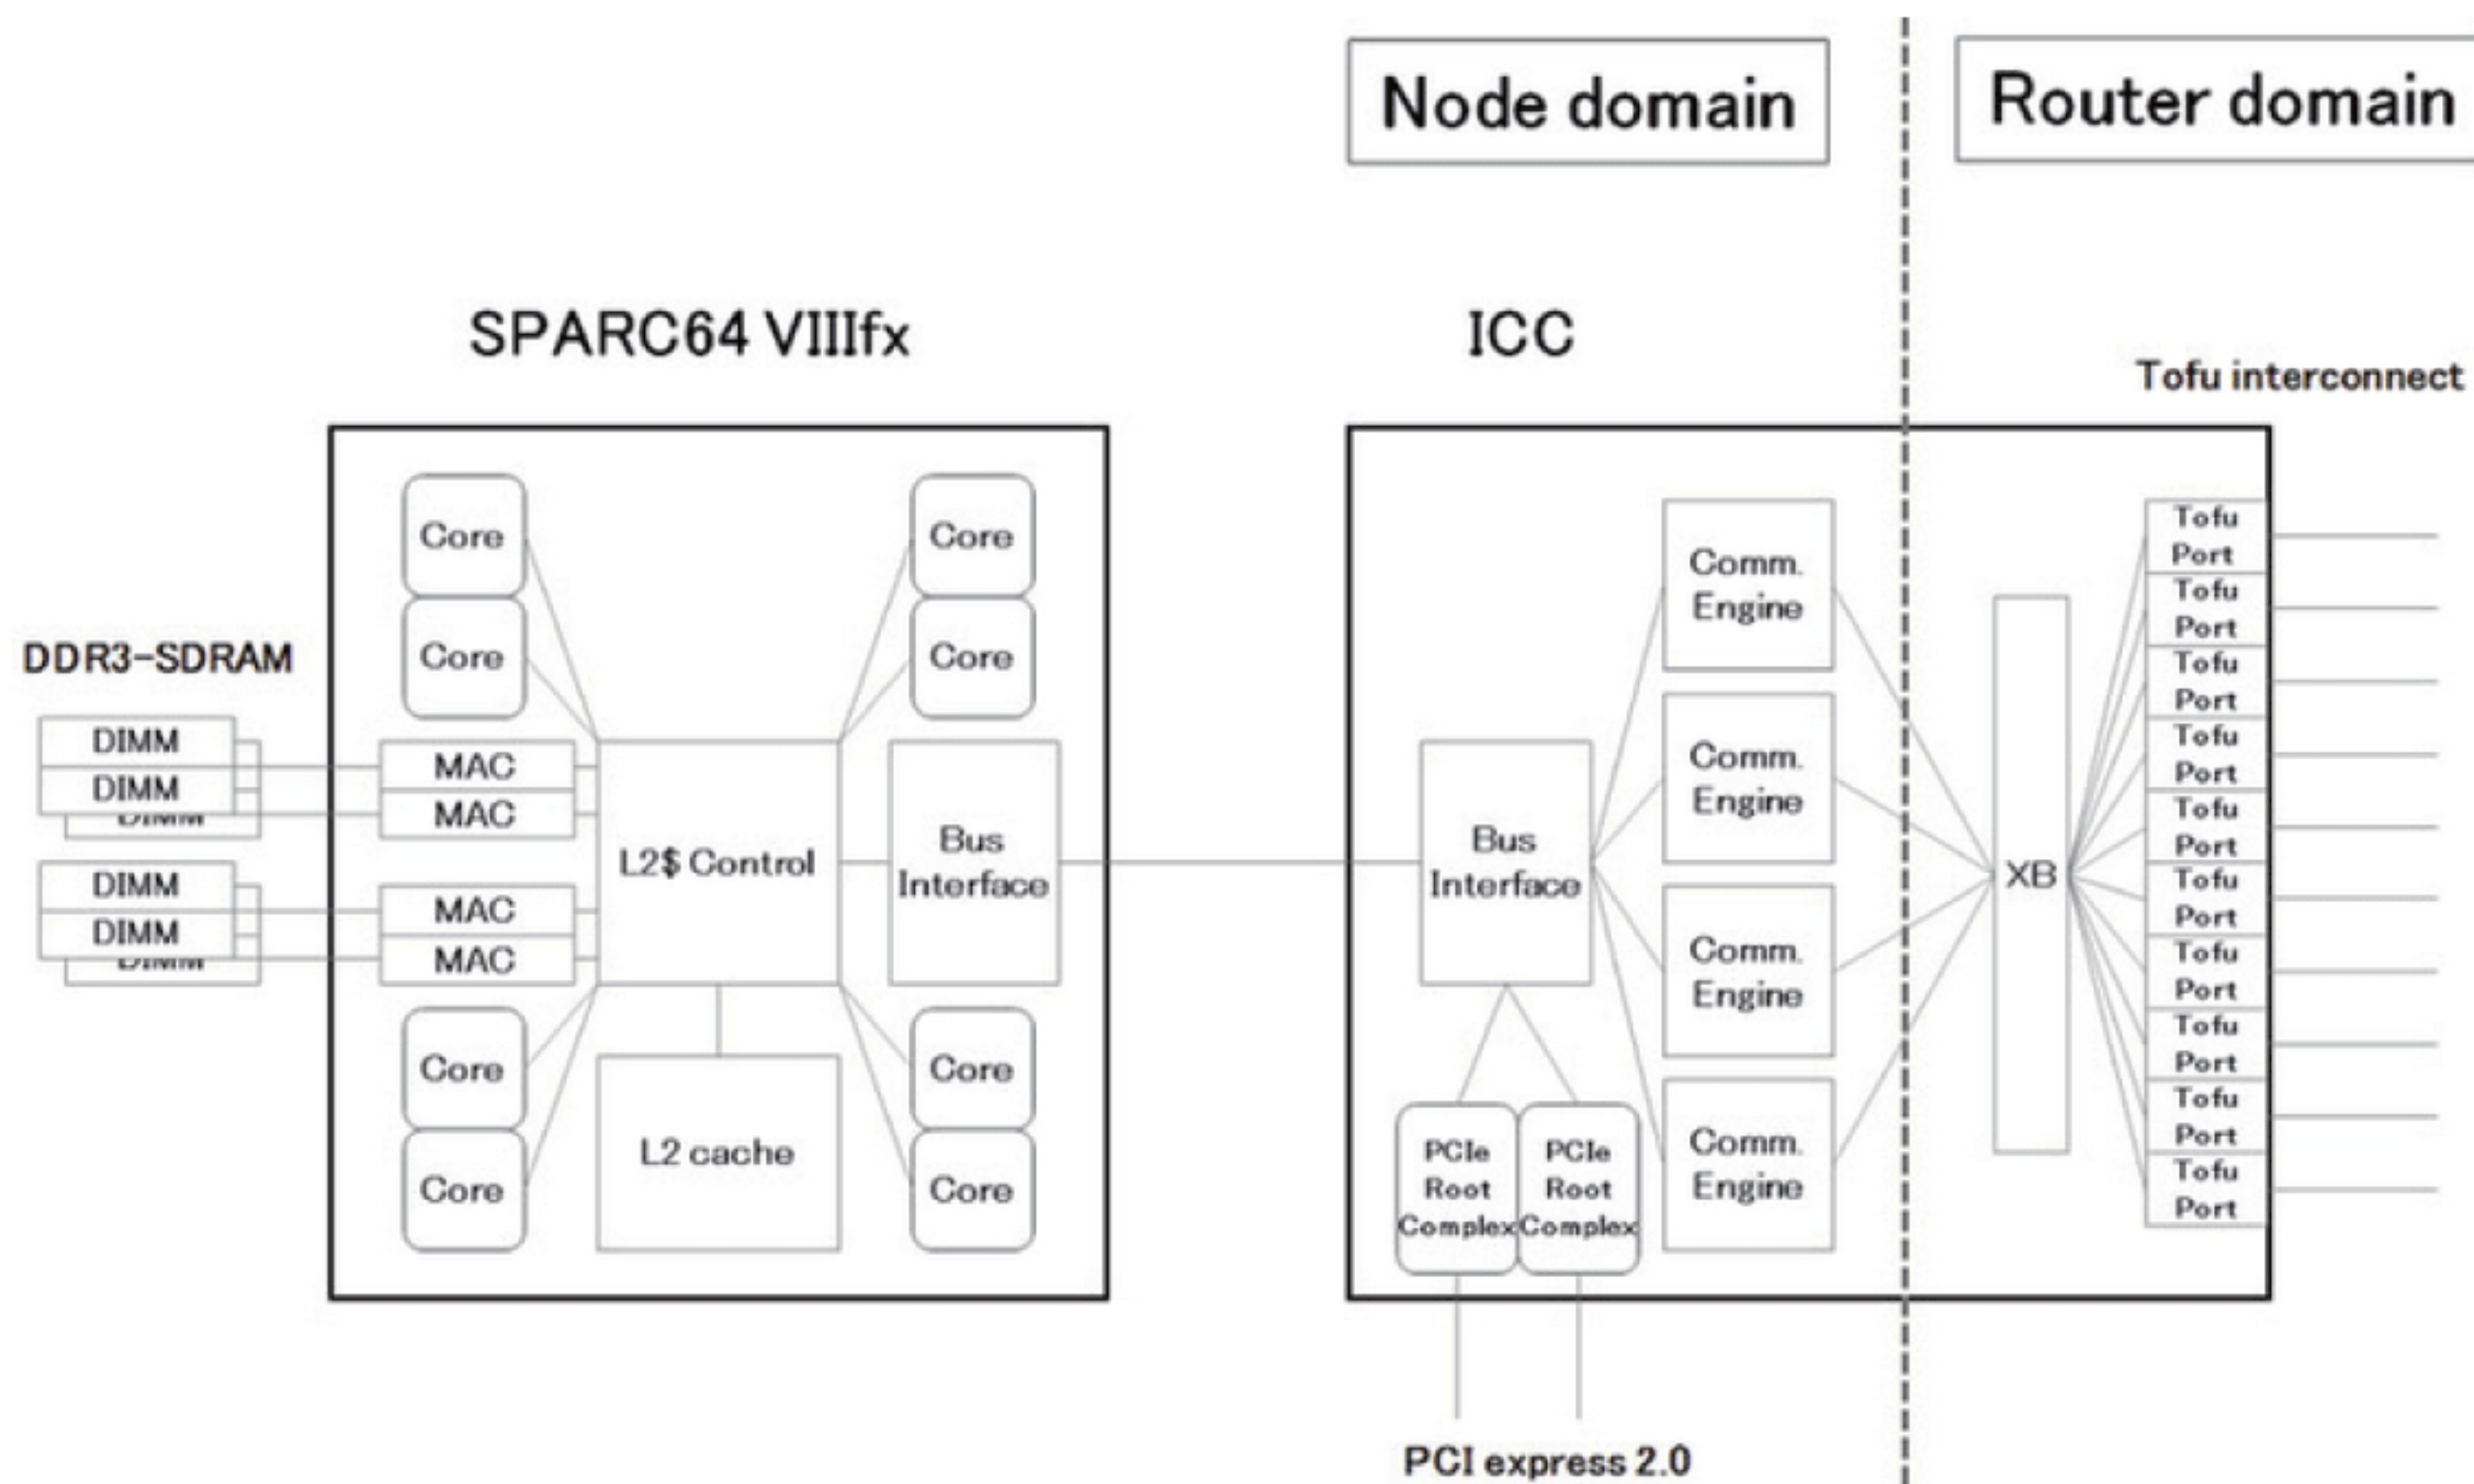 Node domain
Router domain
SPARC64 VIIIfx
ICC
Tofu interconnect
DDR3-SDRAM
DIMM
DIMM
DIMM
DIMM
DIMM
DIMM
Core
Core
Core
Core
MAC
MAC
MAC
MAC
L2$ Control
Bus
Interface
Core
Core
L2 cache
Core
Core
Bus
Interface
PCIe
Root
Complex
PCIe
Root
Complex
Comm.
Engine
Comm.
Engine
Comm.
Engine
Comm.
Engine
XB
Tofu
Port
Tofu
Port
Tofu
Port
Tofu
Port
Tofu
Port
Tofu
Port
Tofu
Port
Tofu
Port
Tofu
Port
Tofu
Port
PCI express 2.0